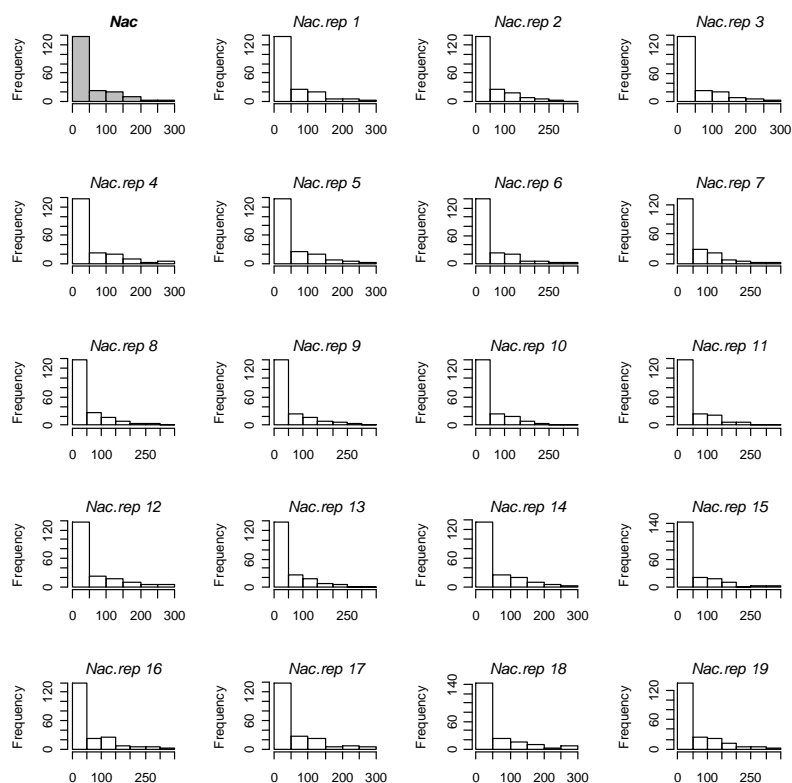 Nac
Frequency
0 60 120
0 100 200 300
Nac.rep 1
Frequency
0 60 120
0 100 200 300
Nac.rep 2
Frequency
0 60 120
0 100 250
Nac.rep 3
Frequency
0 60 120
0 100 200 300
Nac.rep 4
Frequency
0 60 120
0 100 200 300
Nac.rep 5
Frequency
0 60 120
0 100 200 300
Nac.rep 6
Frequency
0 60 120
0 100 250
Nac.rep 7
Frequency
0 60 120
0 100 250
Nac.rep 8
Frequency
0 60 120
0 100 250
Nac.rep 9
Frequency
0 60 120
0 100 250
Nac.rep 10
Frequency
0 60 120
0 100 250
Nac.rep 11
Frequency
0 60 120
0 100 250
Nac.rep 12
Frequency
0 60 120
0 100 200 300
Nac.rep 13
Frequency
0 60 120
0 100 250
Nac.rep 14
Frequency
0 60 120
0 100 200 300
Nac.rep 15
Frequency
0 60 140
0 100 250
Nac.rep 16
Frequency
0 60 120
0 100 250
Nac.rep 17
Frequency
0 60 120
0 100 200 300
Nac.rep 18
Frequency
0 60 140
0 100 200 300
Nac.rep 19
Frequency
0 60 120
0 100 250